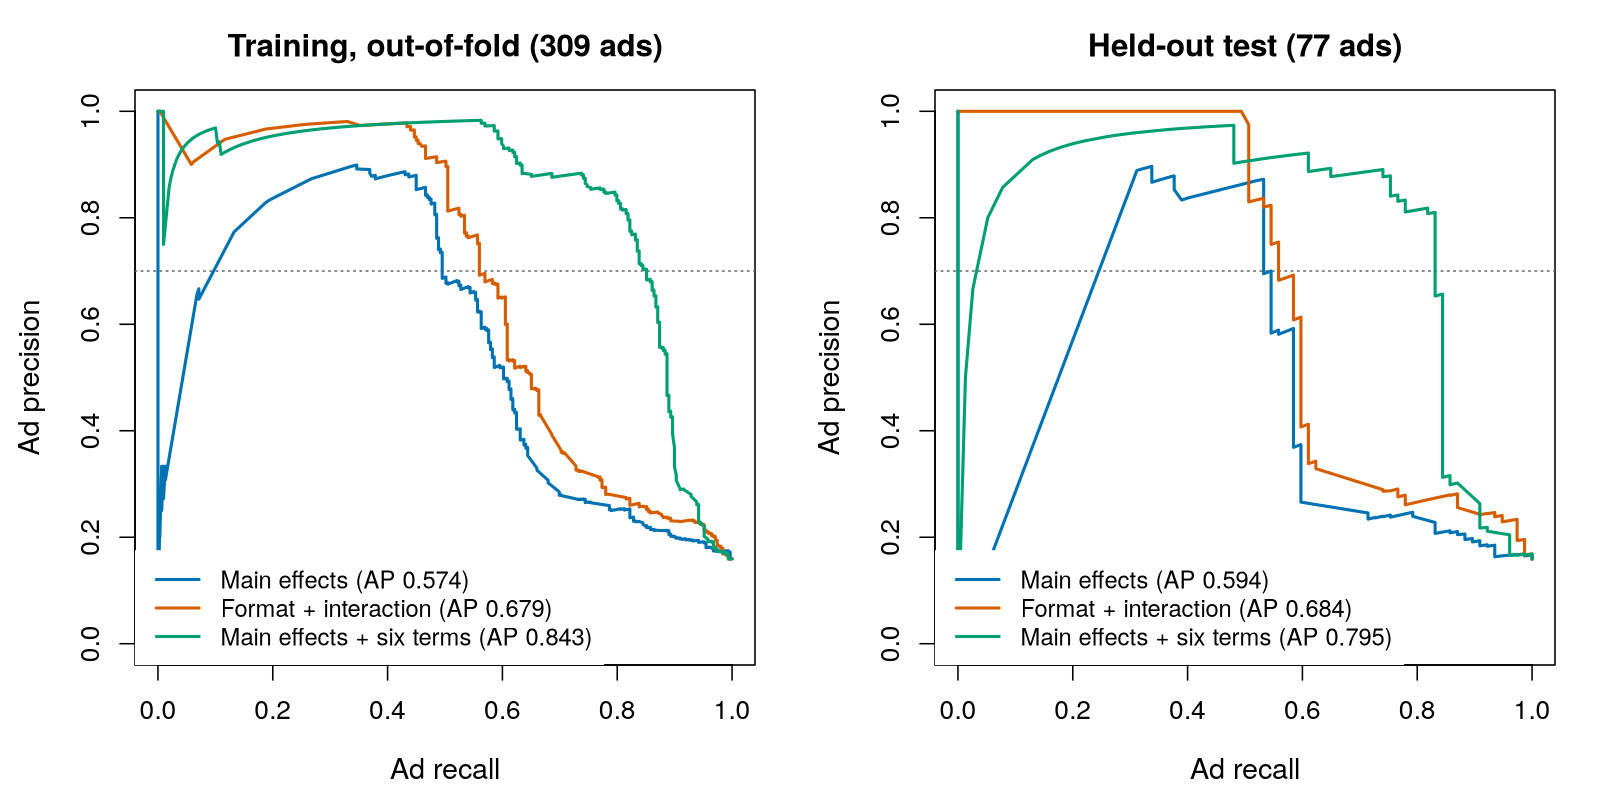 Training, out-of-fold (309 ads)
Ad precision
1.0
0.8
0.6
0.4
0.2
0.0
Main effects (AP 0.574)
Format + interaction (AP 0.679)
Main effects + six terms (AP 0.843)
0.0 0.2 0.4 0.6 0.8 1.0
Ad recall
Held-out test (77 ads)
Ad precision
1.0
0.8
0.6
0.4
0.2
0.0
Main effects (AP 0.594)
Format + interaction (AP 0.684)
Main effects + six terms (AP 0.795)
0.0 0.2 0.4 0.6 0.8 1.0
Ad recall